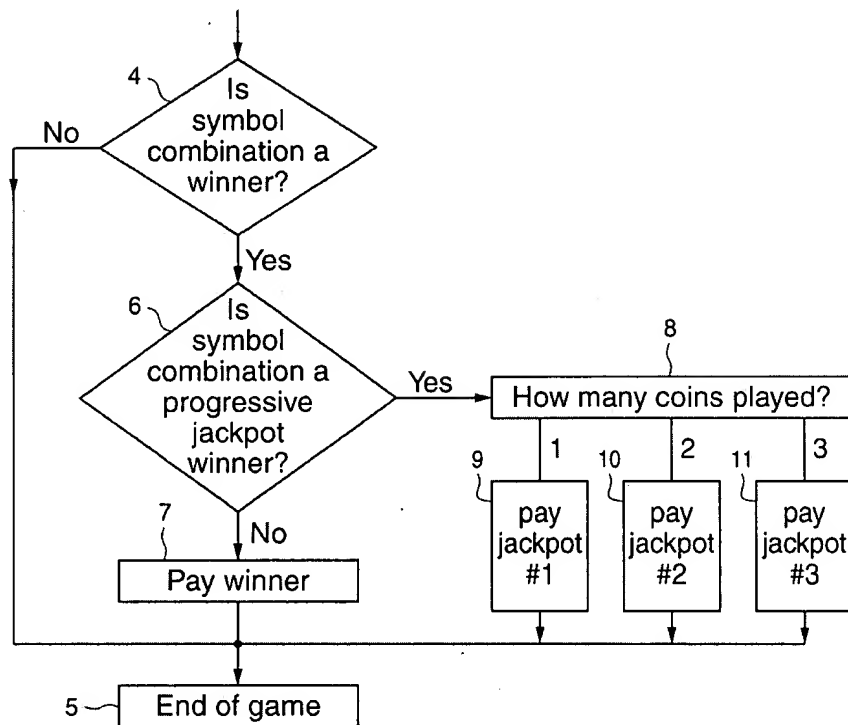 4
Is
symbol
combination a
winner?
No
Yes
6
Is
symbol
combination a
progressive
jackpot
winner?
Yes
8
How many coins played?
1
2
3
9
pay
jackpot
#1
10
pay
jackpot
#2
11
pay
jackpot
#3
No
7
Pay winner
5
End of game